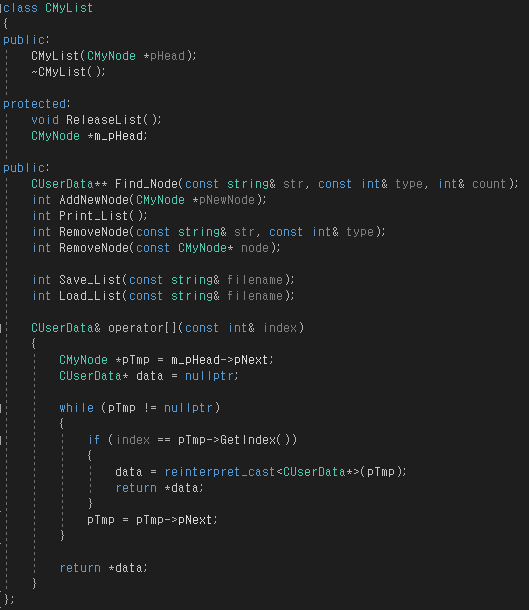 class CMyList
{
public:
    CMyList(CMyNode *pHead);
    ~CMyList();

protected:
    void ReleaseList();
    CMyNode *m_pHead;

public:
    CUserData** Find_Node(const string& str, const int& type, int& count);
    int AddNewNode(CMyNode *pNewNode);
    int Print_List();
    int RemoveNode(const string& str, const int& type);
    int RemoveNode(const CMyNode* node);

    int Save_List(const string& filename);
    int Load_List(const string& filename);

    CUserData& operator[](const int& index)
    {
        CMyNode *pTmp = m_pHead->pNext;
        CUserData* data = nullptr;

        while (pTmp != nullptr)
        {
            if (index == pTmp->GetIndex())
            {
                data = reinterpret_cast<CUserData*>(pTmp);
                return *data;
            }
            pTmp = pTmp->pNext;
        }

        return *data;
    }
};